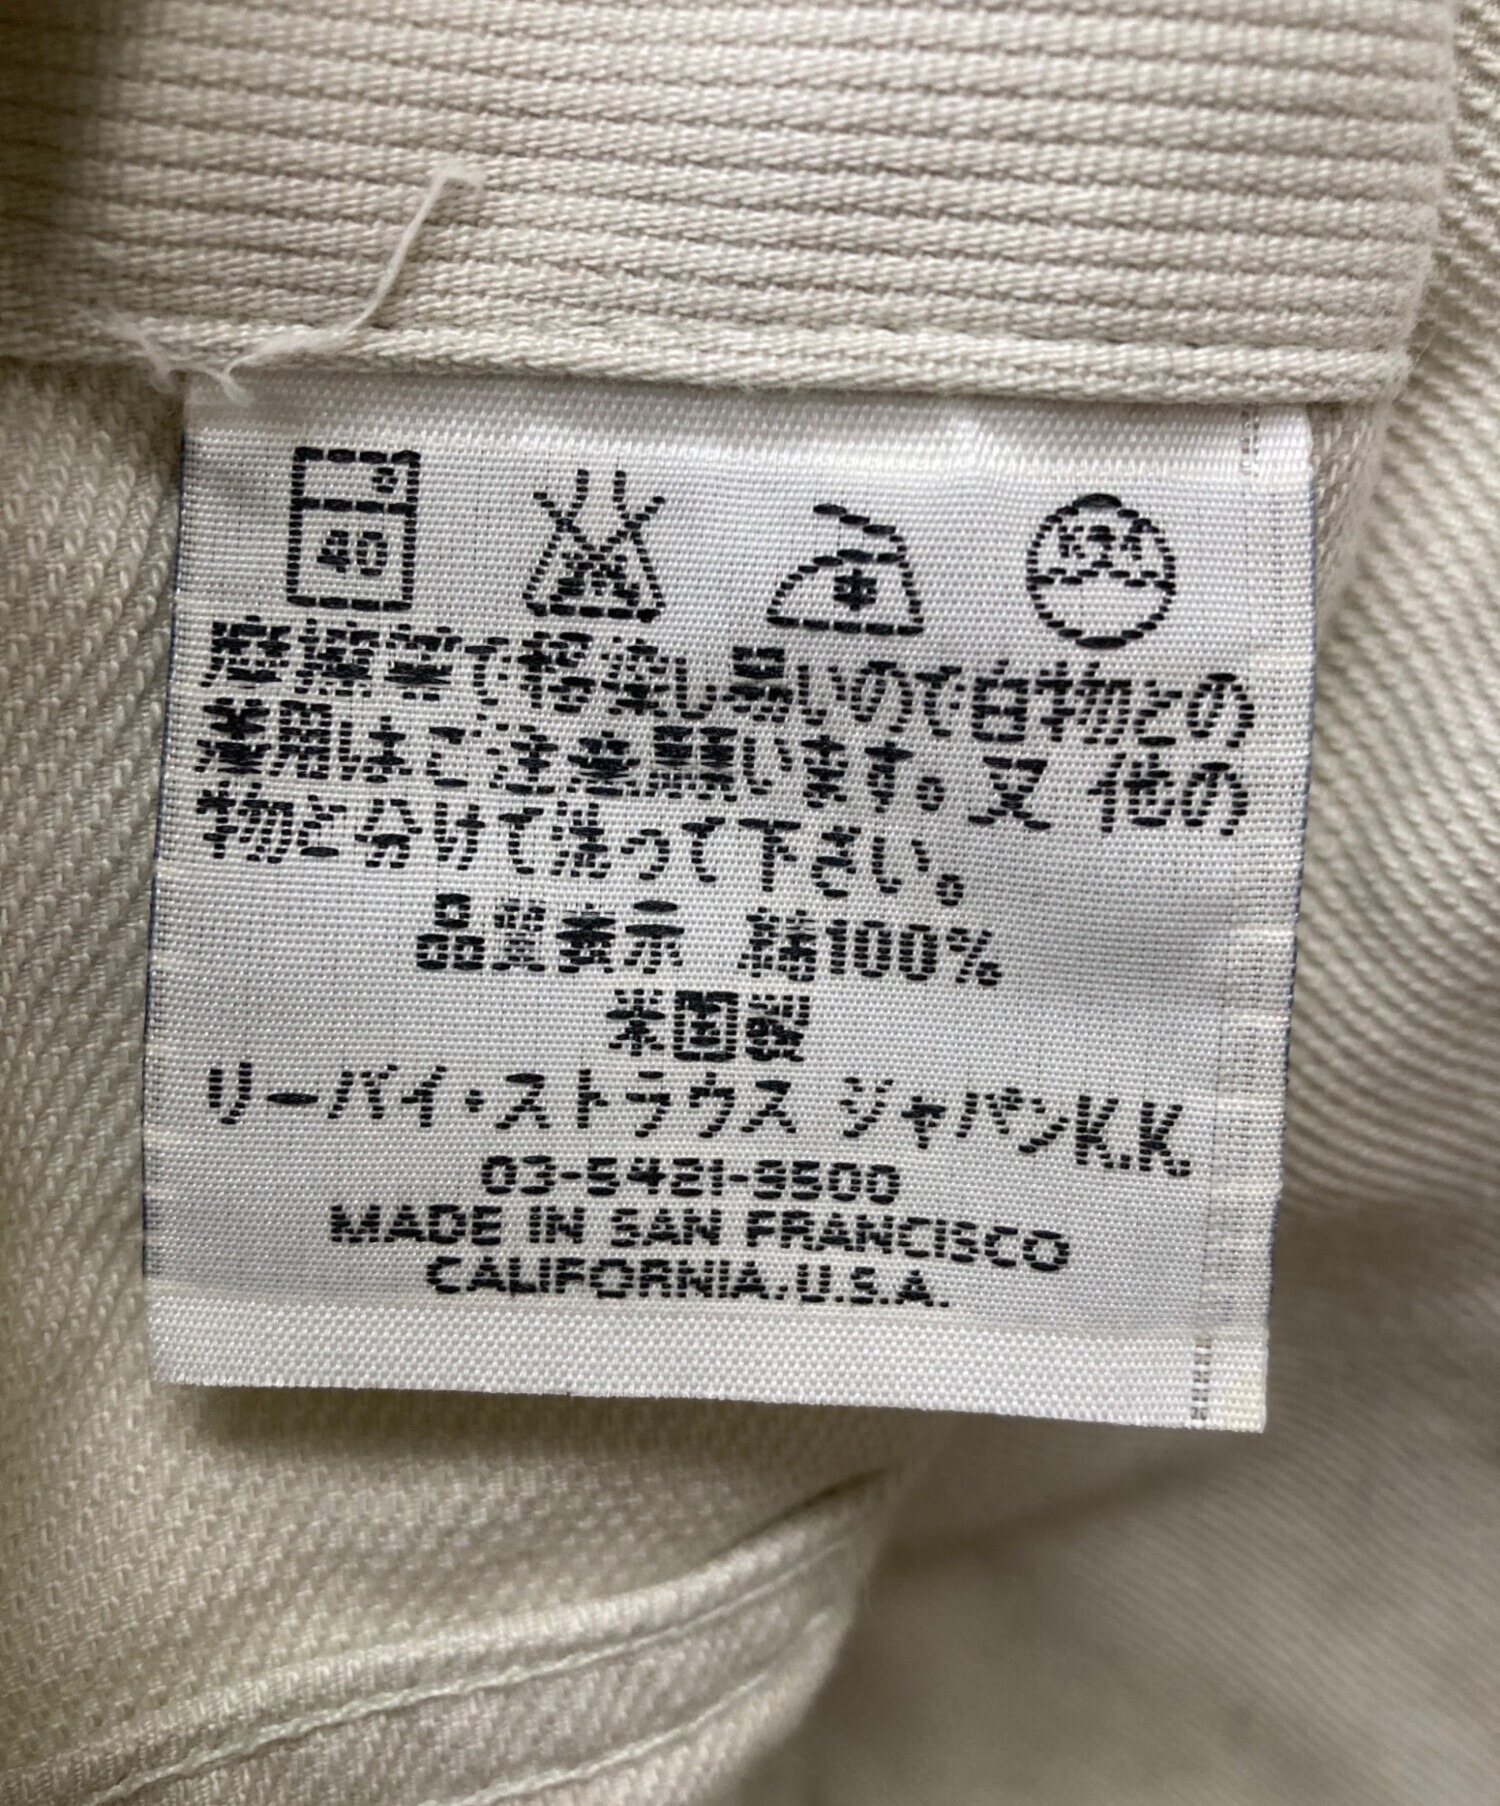 40
摩擦等で移染し易いので白物との
着用はご注意願います。又 他の
物と分けて洗って下さい。
品質表示 綿100%
米国製
リーバイ・ストラウス ジャパンK.K.
03-5421-9500
MADE IN SAN FRANCISCO
CALIFORNIA.U.S.A.